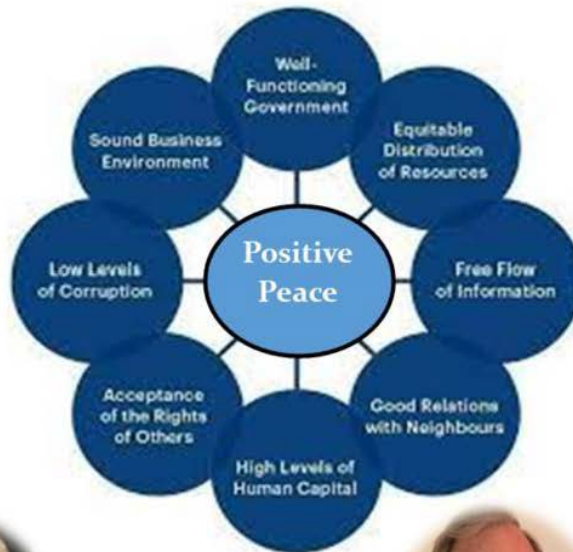 Well-
Functioning
Government
Equitable
Distribution
of Resources
Free Flow
of Information
Good Relations
with Neighbours
High Levels of
Human Capital
Acceptance
of the Rights
of Others
Low Levels
of Corruption
Sound Business
Environment
Positive
Peace